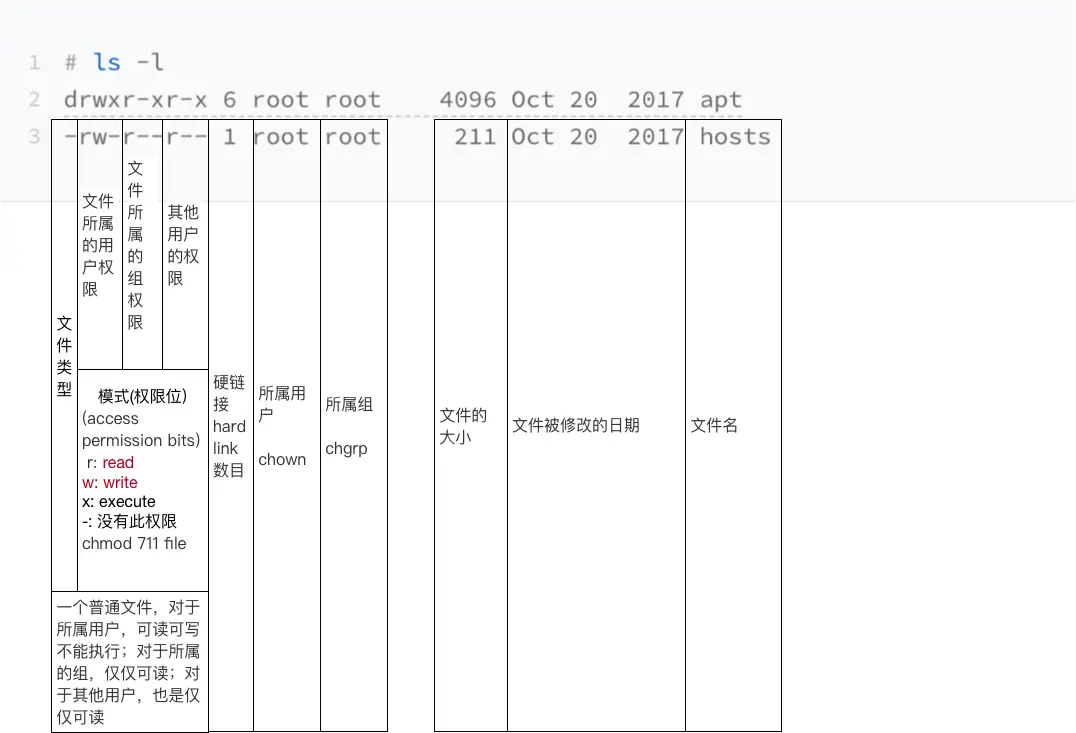 1 # ls -l
2 drwxr-xr-x 6 root root 4096 Oct 20 2017 apt
3 -rw-r--r-- 1 root root 211 Oct 20 2017 hosts
文件类型
文件
所属
的用
户权
限
文
件
所
属
的
组
权
限
其他
用户
的权
限
模式(权限位)
(access
permission bits)
r: read
w: write
x: execute
-: 没有此权限
chmod 711 file
一个普通文件，对于
所属用户，可读可写
不能执行；对于所属
的组，仅仅可读；对
于其他用户，也是仅
仅可读
硬链
接
hard
link
数目
所属用
户
chown
所属组
chgrp
文件的
大小
文件被修改的日期
文件名